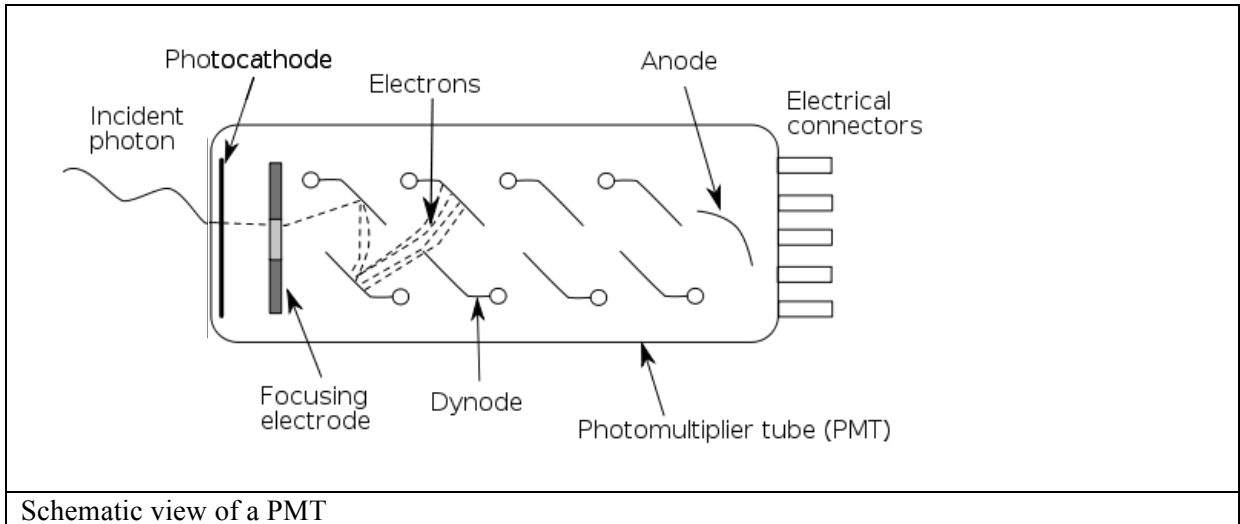 Photocathode
Electrons
Anode
Incident
photon
Electrical
connectors
Focusing
electrode
Dynode
Photomultiplier tube (PMT)
Schematic view of a PMT